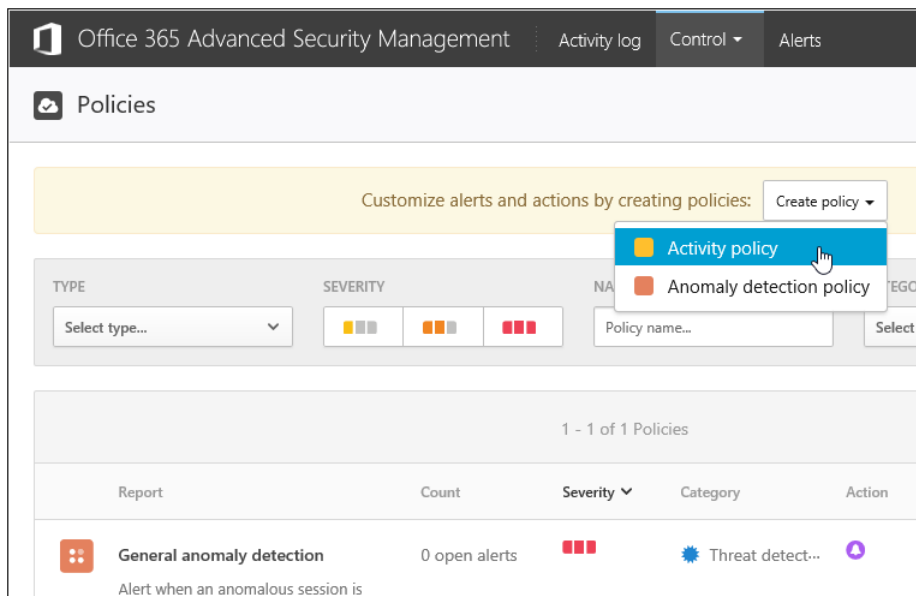 Office 365 Advanced Security Management Activity log Control Alerts
Policies
Customize alerts and actions by creating policies: Create policy
Activity policy
Anomaly detection policy
TYPE SEVERITY NA EGO
Select type... Policy name... Select
1 - 1 of 1 Policies
Report Count Severity Category Action
General anomaly detection 0 open alerts Threat detect...
Alert when an anomalous session is